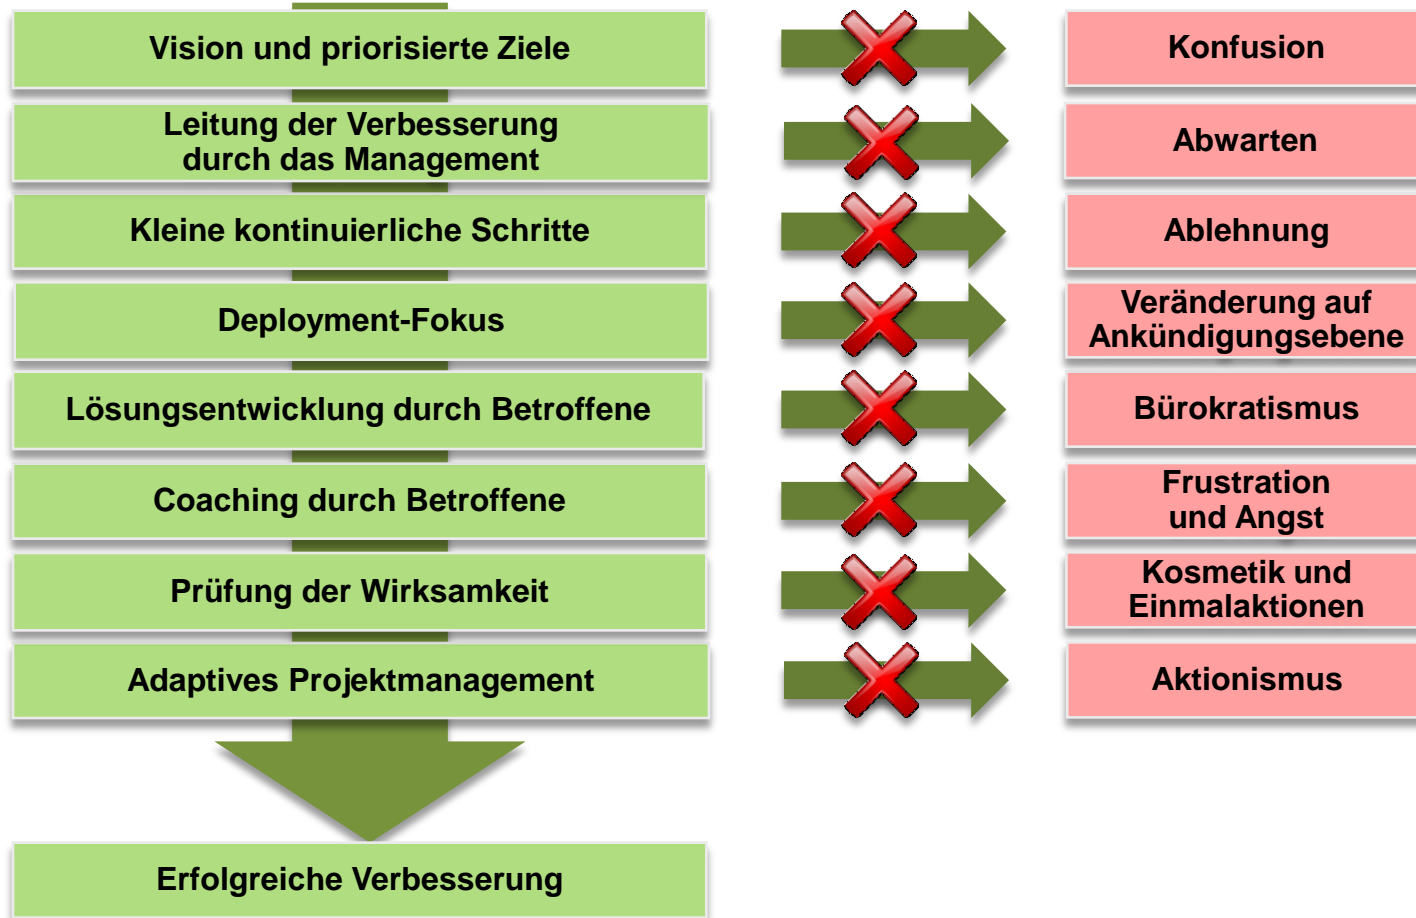 Vision und priorisierte Ziele
Konfusion
Leitung der Verbesserung
durch das Management
Abwarten
Kleine kontinuierliche Schritte
Ablehnung
Deployment-Fokus
Veränderung auf
Ankündigungsebene
Lösungsentwicklung durch Betroffene
Bürokratismus
Coaching durch Betroffene
Frustration
und Angst
Prüfung der Wirksamkeit
Kosmetik und
Einmalaktionen
Adaptives Projektmanagement
Aktionismus
Erfolgreiche Verbesserung